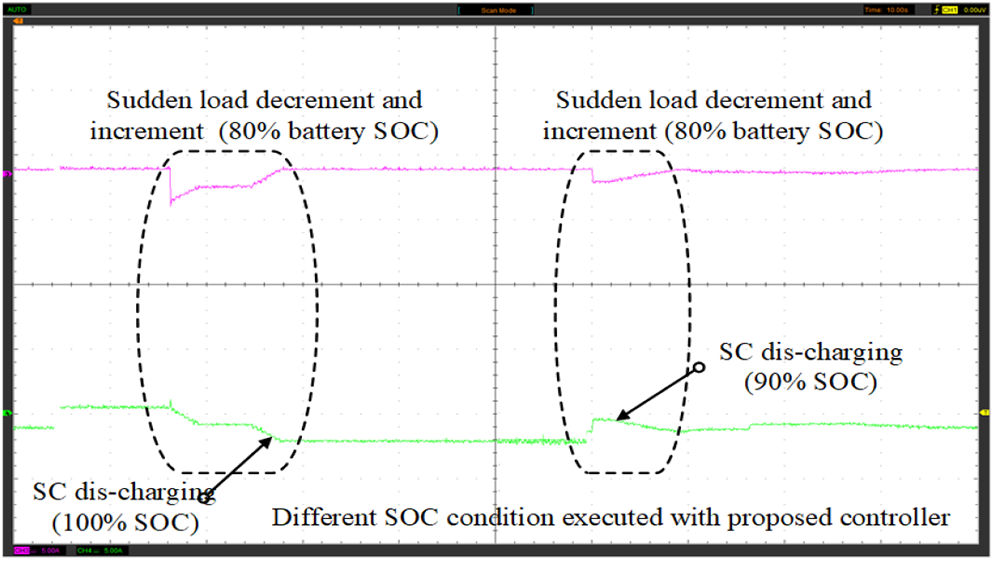 AUTO
Scan Mode
Time 10.00s
CH1 0.00uV
Sudden load decrement and
increment (80% battery SOC)
Sudden load decrement and
increment (80% battery SOC)
SC dis-charging
(90% SOC)
SC dis-charging
(100% SOC)
Different SOC condition executed with proposed controller
5.00A
CH4 5.00A